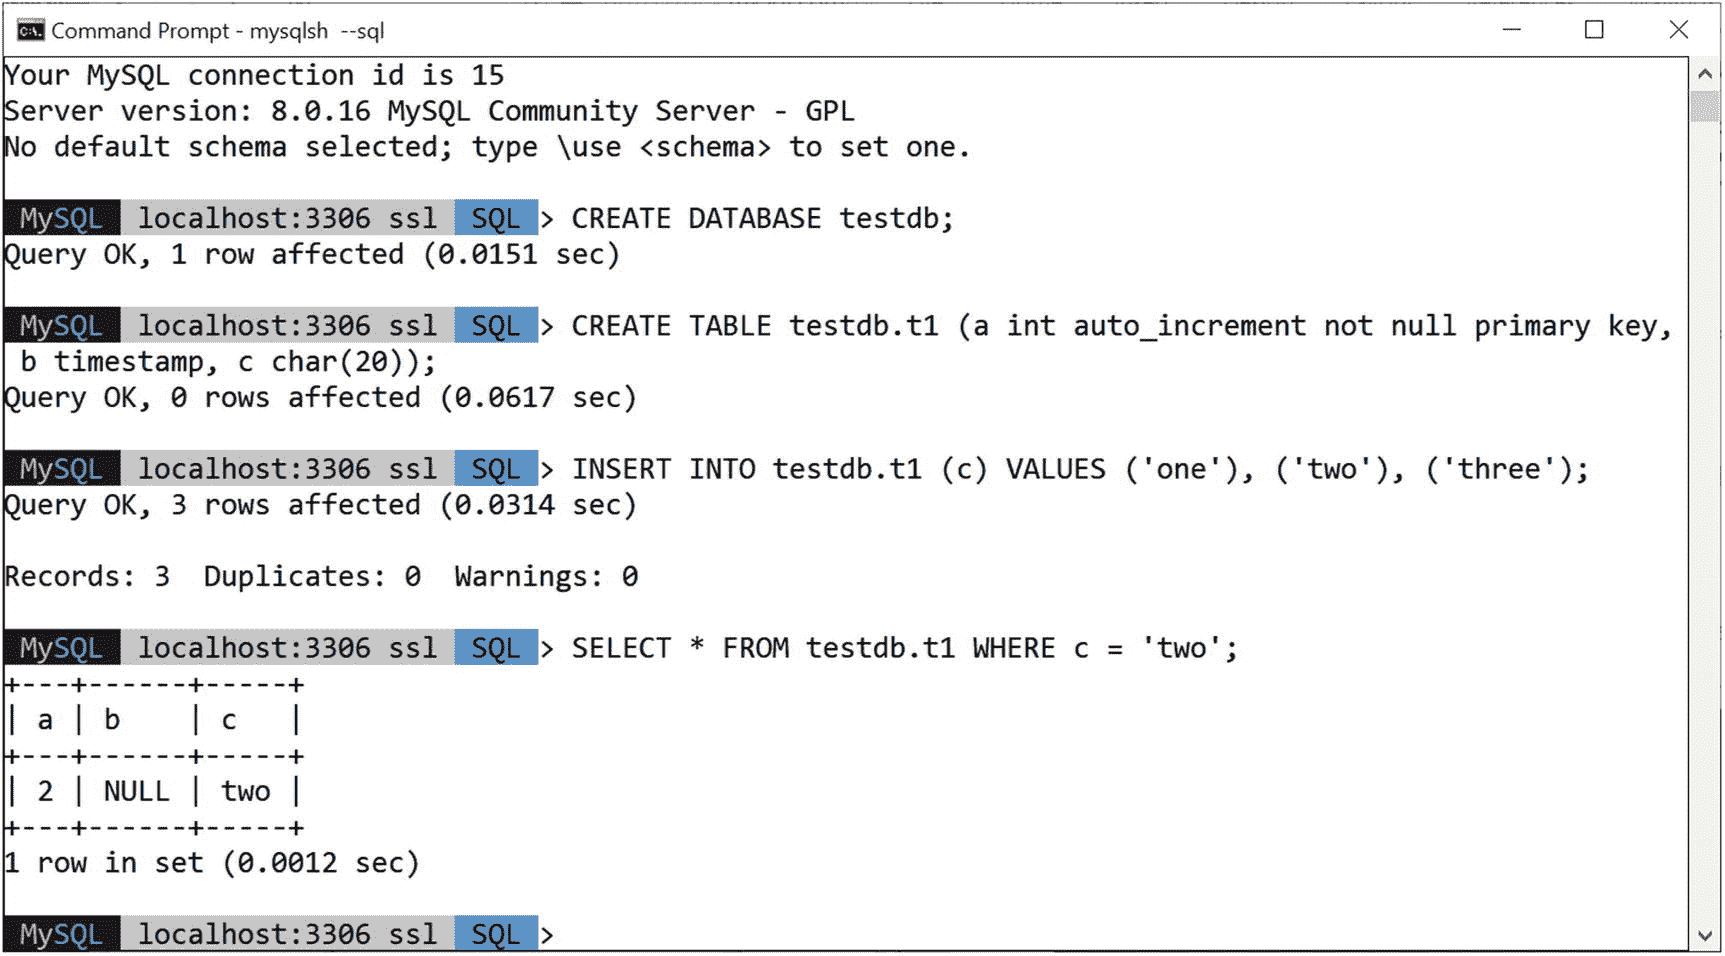 Command Prompt - mysqlsh  --sql
Your MySQL connection id is 15
Server version: 8.0.16 MySQL Community Server - GPL
No default schema selected; type \use <schema> to set one.
MySQL  localhost:3306 ssl  SQL > CREATE DATABASE testdb;
Query OK, 1 row affected (0.0151 sec)
MySQL  localhost:3306 ssl  SQL > CREATE TABLE testdb.t1 (a int auto_increment not null primary key,
 b timestamp, c char(20));
Query OK, 0 rows affected (0.0617 sec)
MySQL  localhost:3306 ssl  SQL > INSERT INTO testdb.t1 (c) VALUES ('one'), ('two'), ('three');
Query OK, 3 rows affected (0.0314 sec)
Records: 3  Duplicates: 0  Warnings: 0
MySQL  localhost:3306 ssl  SQL > SELECT * FROM testdb.t1 WHERE c = 'two';
+---+------+-----+
| a | b    | c   |
+---+------+-----+
| 2 | NULL | two |
+---+------+-----+
1 row in set (0.0012 sec)
MySQL  localhost:3306 ssl  SQL >